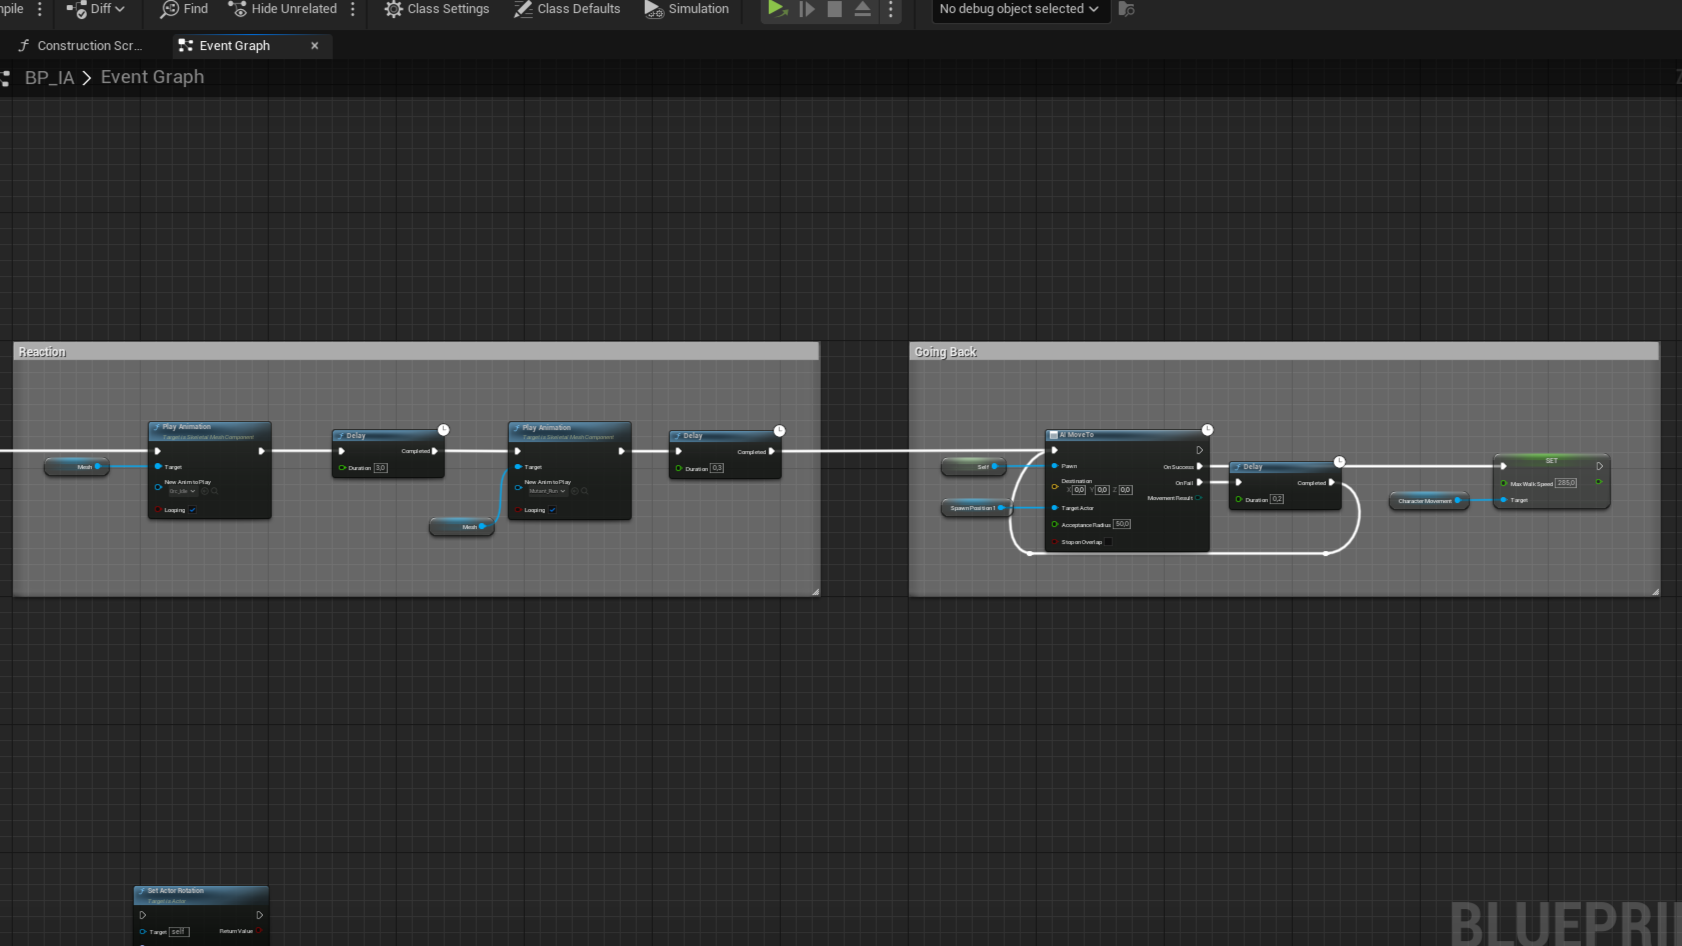 pile
Diff
Find
Hide Unrelated
Class Settings
Class Defaults
Simulation
No debug object selected
Construction Scr...
Event Graph
BP_IA > Event Graph
Reaction
Play Animation
Target is Skeletal Mesh Component
Mesh
Target
New Anim to Play
Looping
Delay
Completed
Duration 3,0
Play Animation
Target is Skeletal Mesh Component
Target
New Anim to Play
Mutant_Run
Looping
Mesh
Delay
Completed
Duration 0,3
Going Back
AI MoveTo
Self
Pawn
On Success
Destination
X 0,0 Y 0,0 Z 0,0
On Fail
Movement Result
Spawn Position 1
Target Actor
Acceptance Radius 50,0
Stop on Overlap
Delay
Completed
Duration 0,2
SET
Max Walk Speed 285,0
Character Movement
Target
Set Actor Rotation
Target is Actor
Target self
Return Value
BLUEPRI